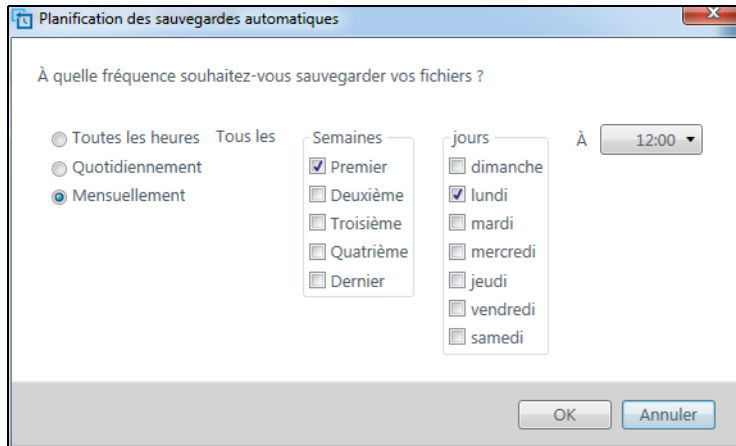 Planification des sauvegardes automatiques
À quelle fréquence souhaitez-vous sauvegarder vos fichiers ?
Toutes les heures
Quotidiennement
Mensuellement
Tous les
Semaines
Premier
Deuxième
Troisième
Quatrième
Dernier
jours
dimanche
lundi
mardi
mercredi
jeudi
vendredi
samedi
À
12:00
OK
Annuler